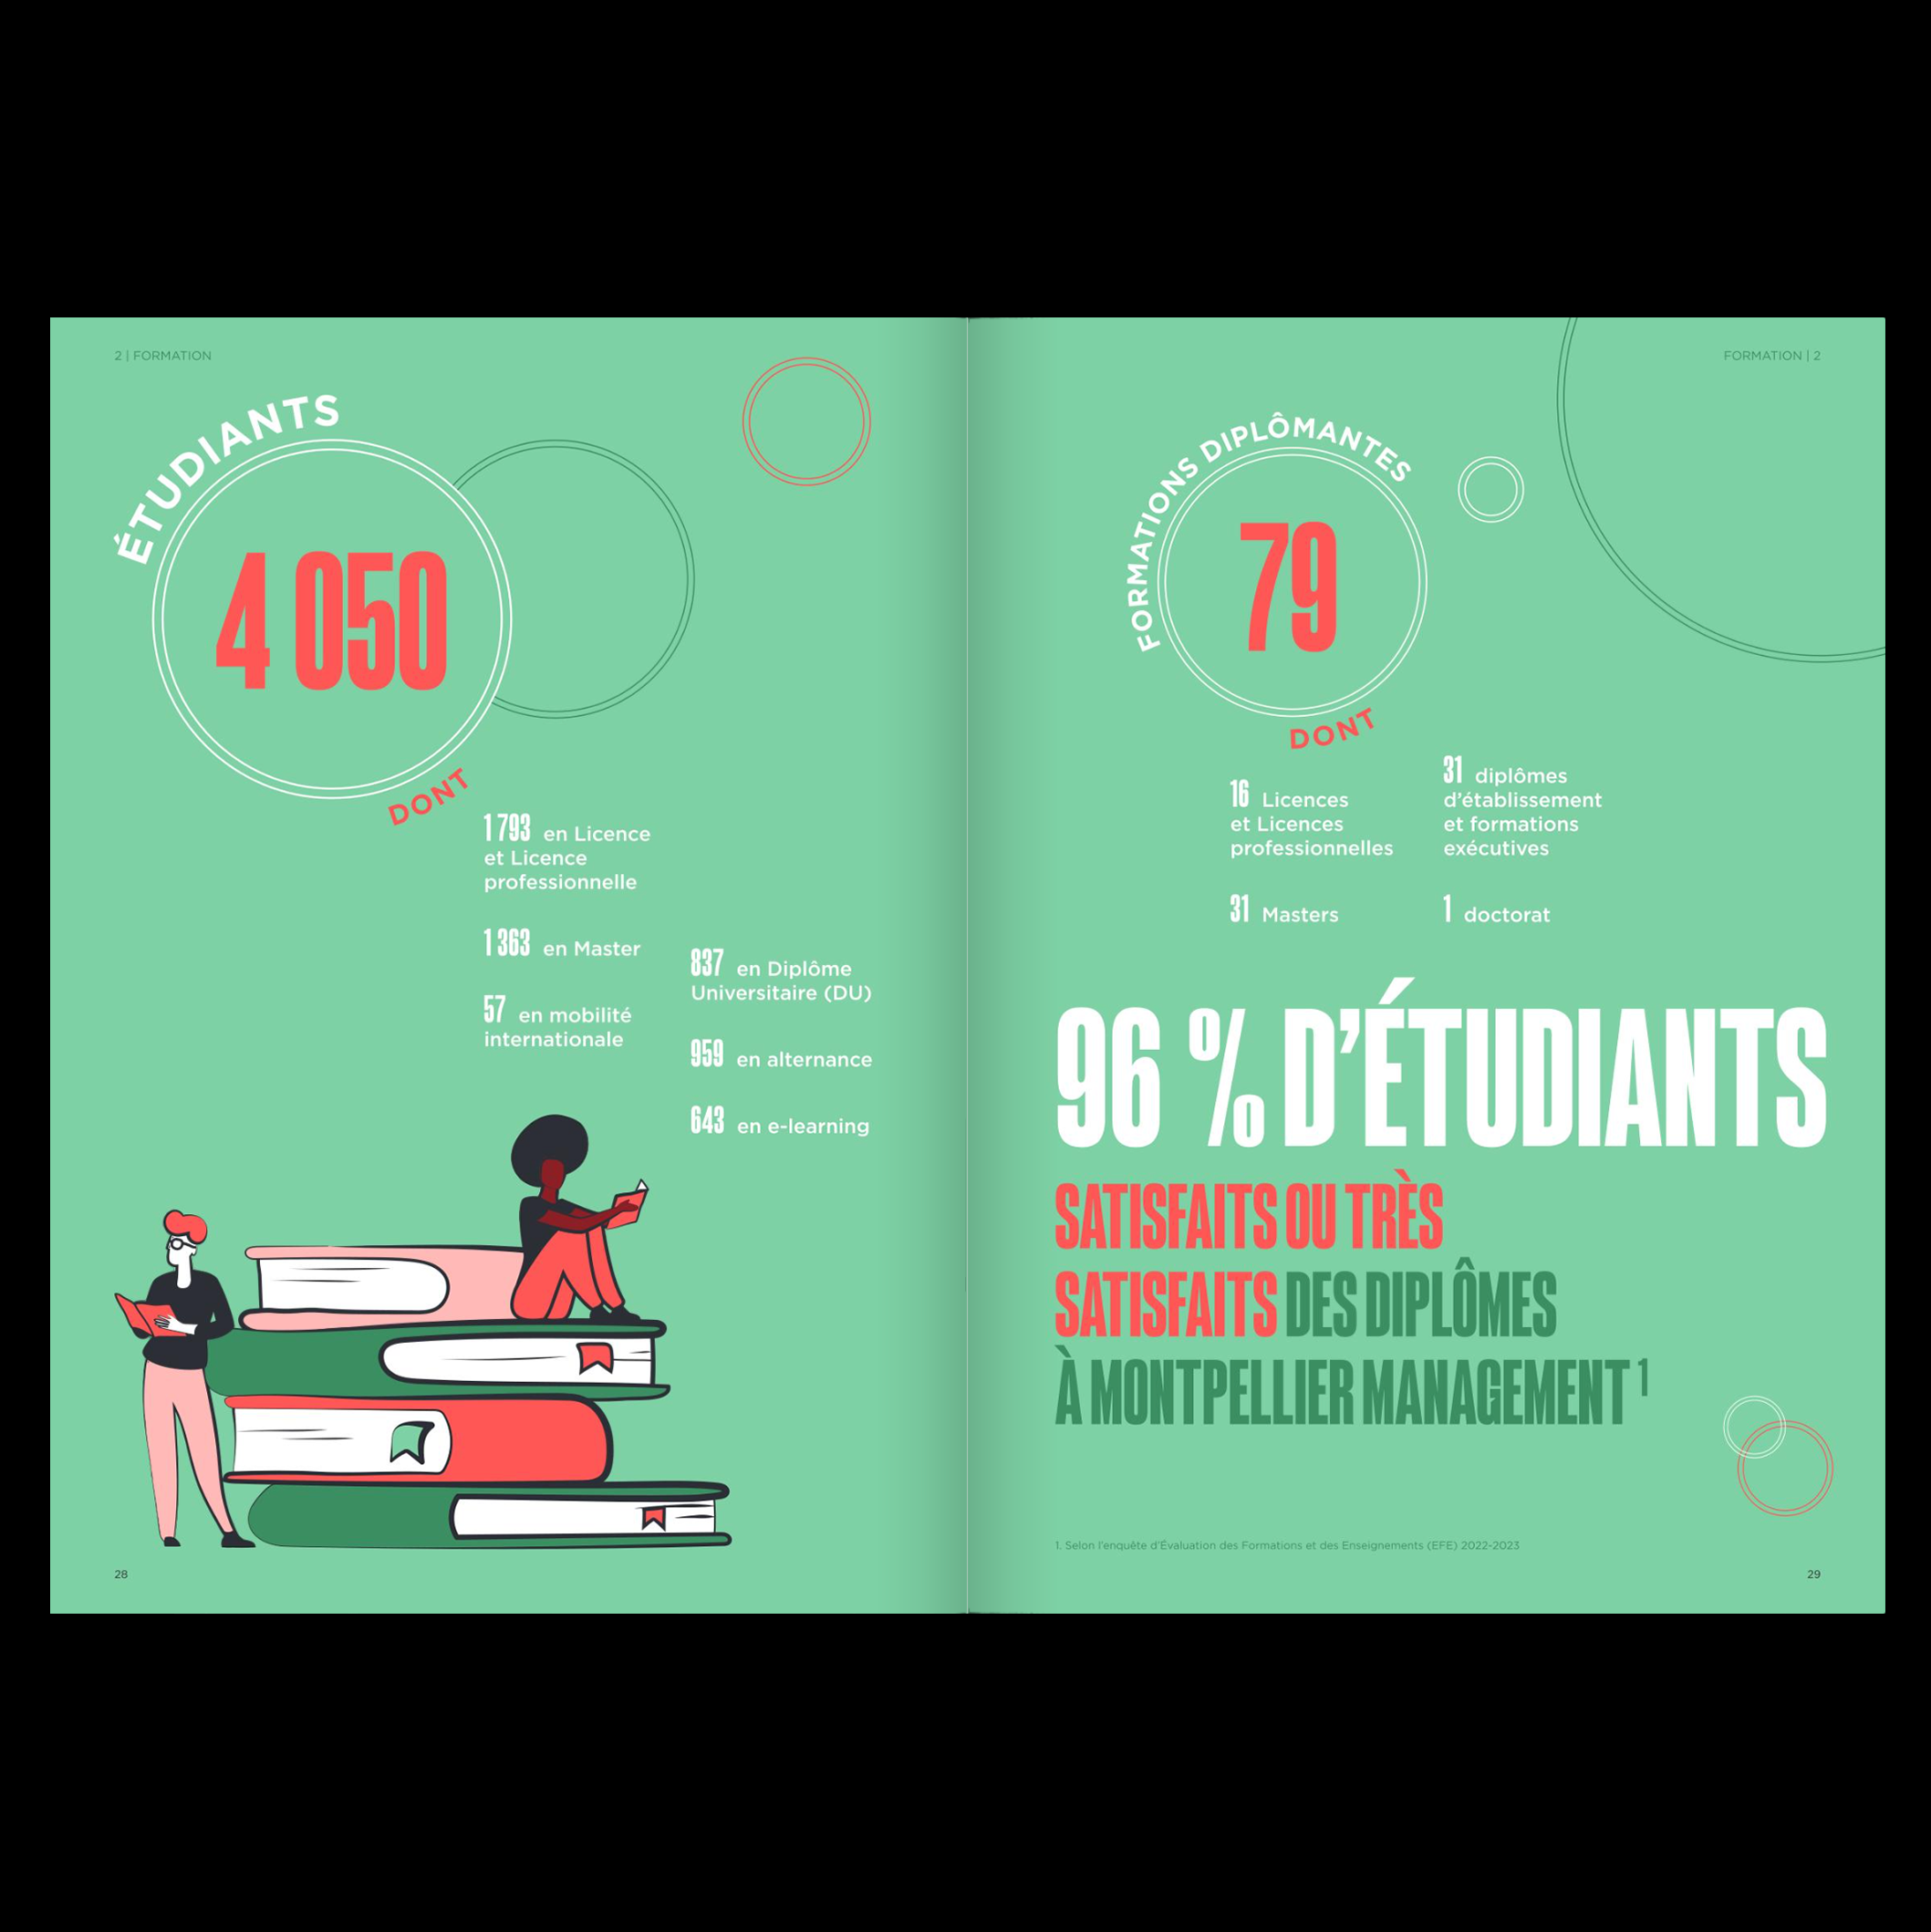 2 | FORMATION
ÉTUDIANTS
4 050
DONT
1 793 en Licence
et Licence
professionnelle
1 363 en Master
57 en mobilité
internationale
837 en Diplôme
Universitaire (DU)
959 en alternance
643 en e-learning
28
FORMATION | 2
FORMATIONS DIPLÔMANTES
79
DONT
16 Licences
et Licences
professionnelles
31 Masters
31 diplômes
d'établissement
et formations
exécutives
1 doctorat
96 % D'ÉTUDIANTS
SATISFAITS OU TRÈS
SATISFAITS DES DIPLÔMES
À MONTPELLIER MANAGEMENT 1
1. Selon l'enquête d'Évaluation des Formations et des Enseignements (EFE) 2022-2023
29